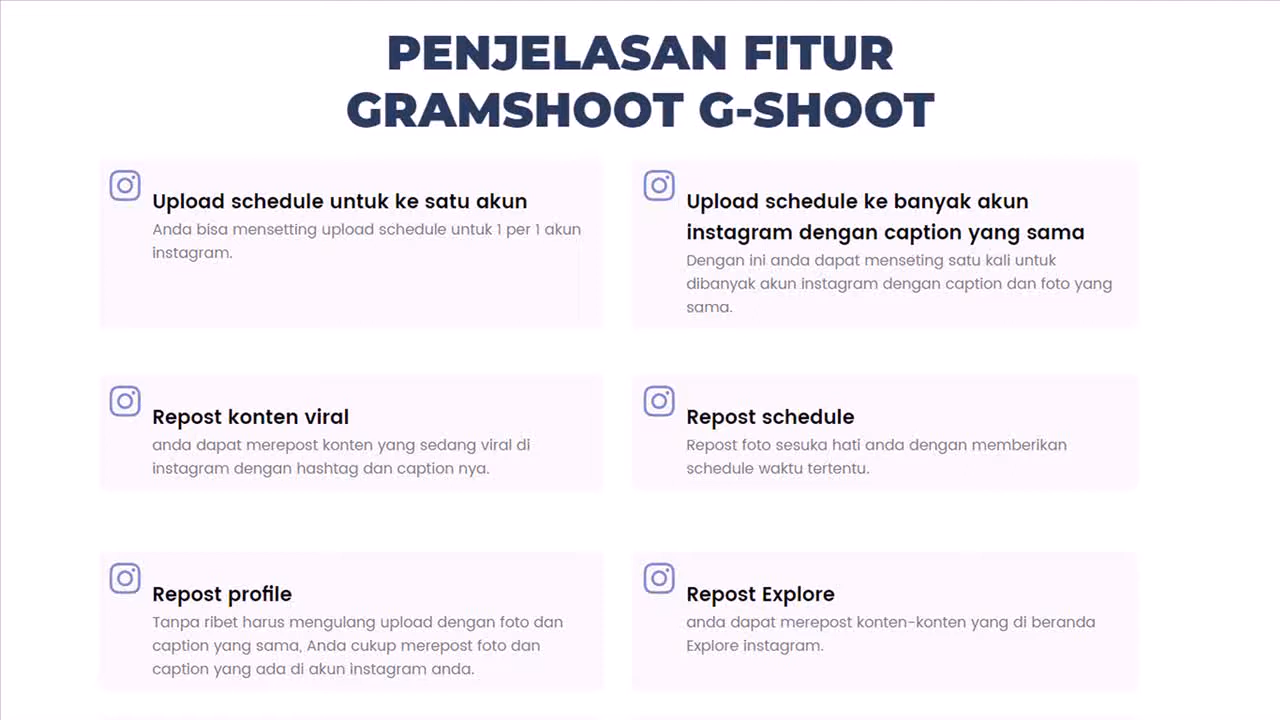 PENJELASAN FITUR
GRAMSHOOT G-SHOOT
Upload schedule untuk ke satu akun
Anda bisa mensetting upload schedule untuk 1 per 1 akun
instagram.
Upload schedule ke banyak akun
instagram dengan caption yang sama
Dengan ini anda dapat menseting satu kali untuk
dibanyak akun instagram dengan caption dan foto yang
sama.
Repost konten viral
anda dapat merepost konten yang sedang viral di
instagram dengan hashtag dan caption nya.
Repost schedule
Repost foto sesuka hati anda dengan memberikan
schedule waktu tertentu.
Repost profile
Tanpa ribet harus mengulang upload dengan foto dan
caption yang sama, Anda cukup merepost foto dan
caption yang ada di akun instagram anda.
Repost Explore
anda dapat merepost konten-konten yang di beranda
Explore instagram.